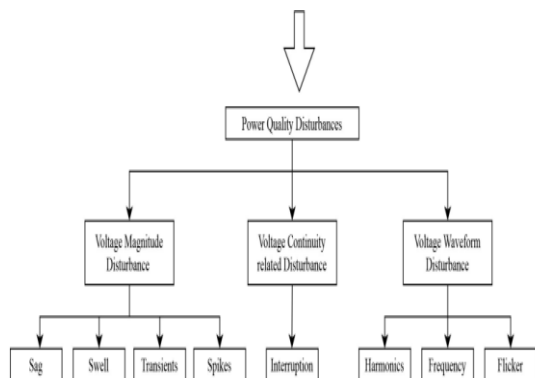 Power Quality Disturbances
Voltage Magnitude
Disturbance
Voltage Continuity
related Disturbance
Voltage Waveform
Disturbance
Sag
Swell
Transients
Spikes
Interruption
Harmonics
Frequency
Flicker